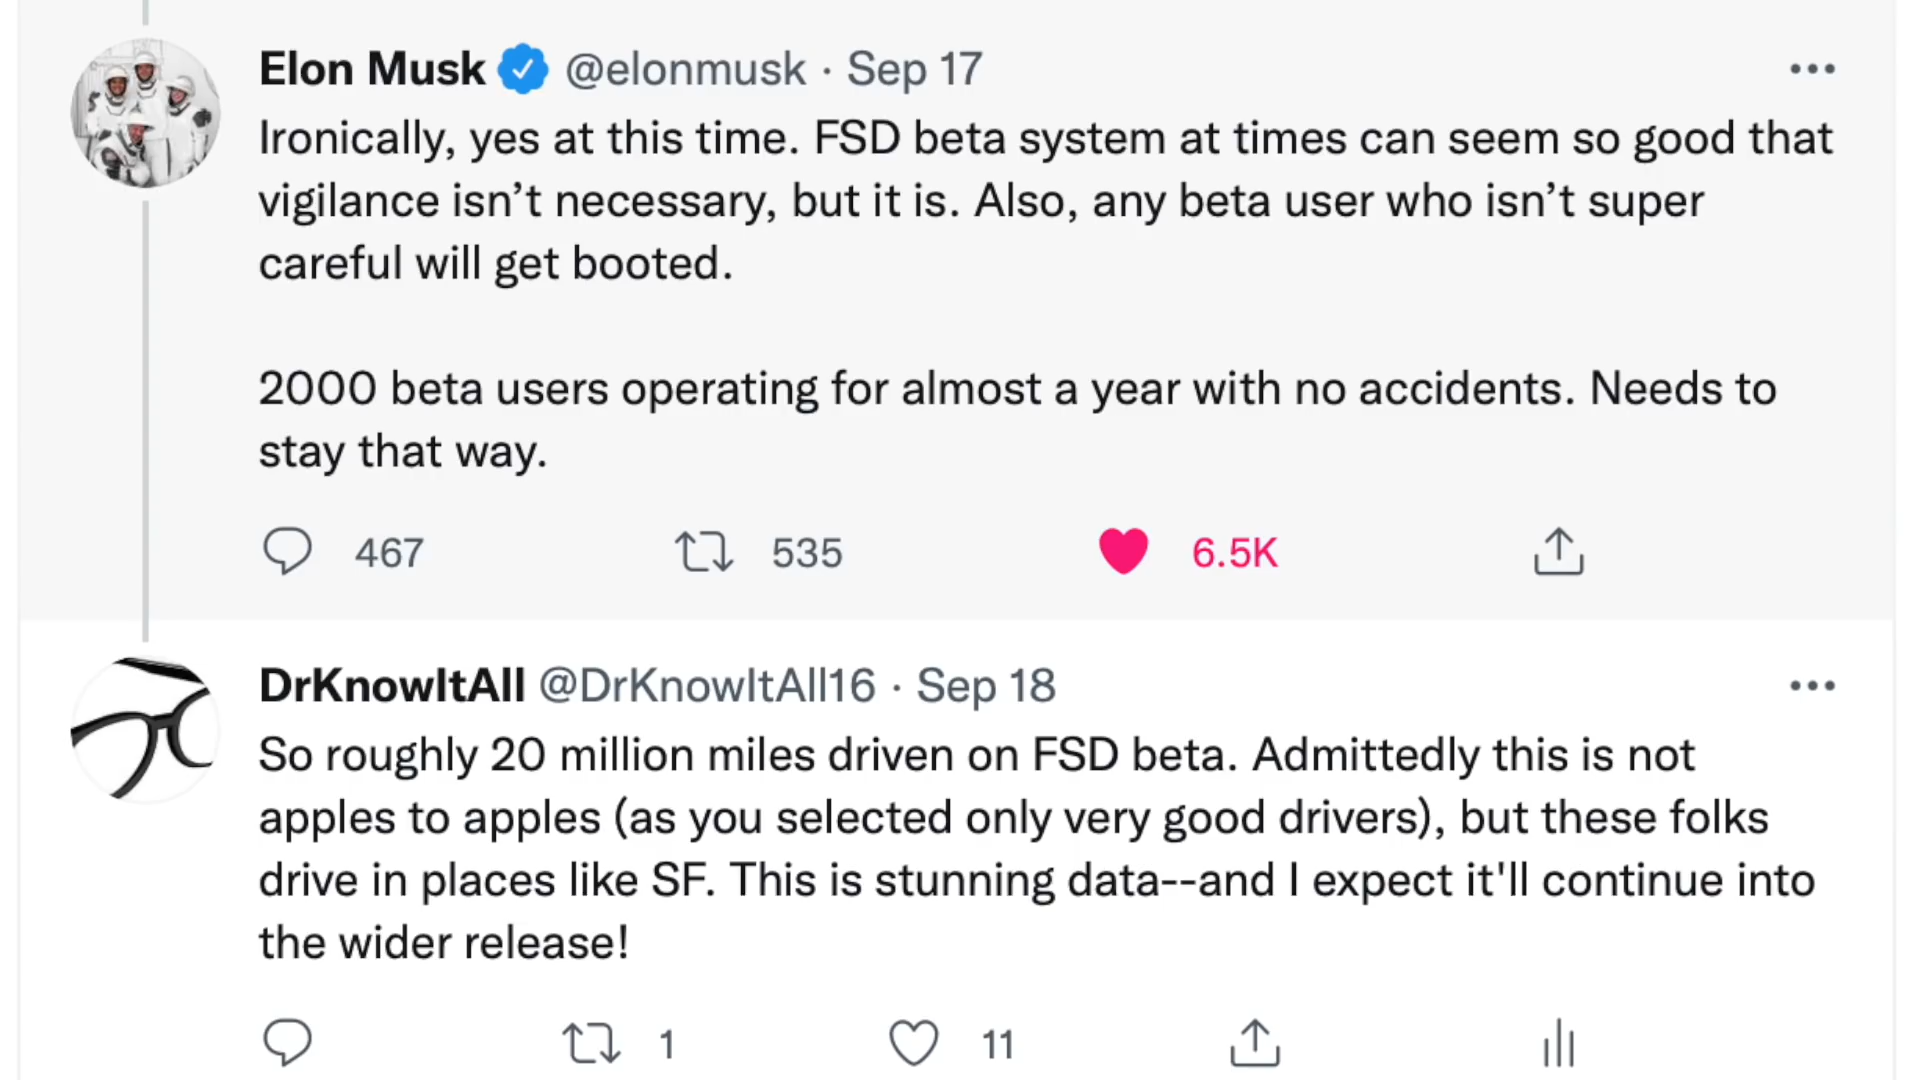 Elon Musk @elonmusk · Sep 17
Ironically, yes at this time. FSD beta system at times can seem so good that
vigilance isn’t necessary, but it is. Also, any beta user who isn’t super
careful will get booted.
2000 beta users operating for almost a year with no accidents. Needs to
stay that way.
467 535 6.5K
DrKnowItAll @DrKnowItAll16 · Sep 18
So roughly 20 million miles driven on FSD beta. Admittedly this is not
apples to apples (as you selected only very good drivers), but these folks
drive in places like SF. This is stunning data--and I expect it'll continue into
the wider release!
1 11